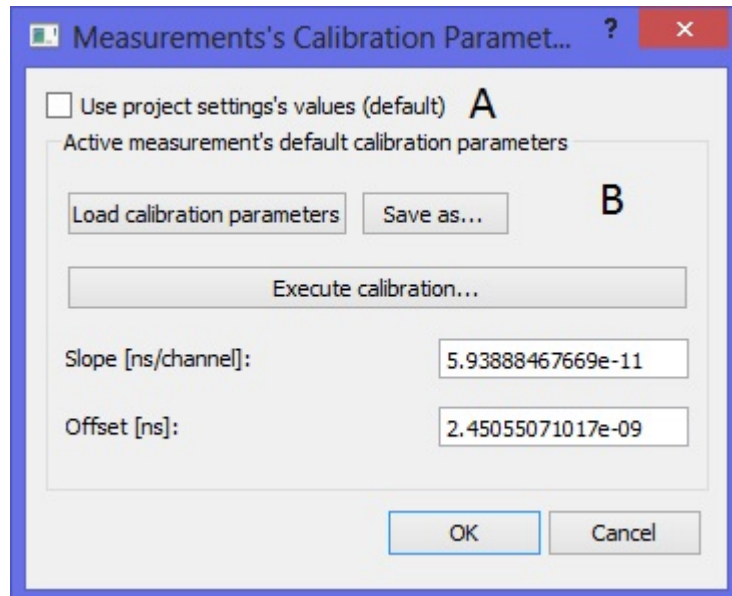 Measurements's Calibration Paramet... ? ×
Use project settings's values (default) A
Active measurement's default calibration parameters
B
Load calibration parameters Save as...
Execute calibration...
Slope [ns/channel]: 5.93888467669e-11
Offset [ns]: 2.45055071017e-09
OK Cancel